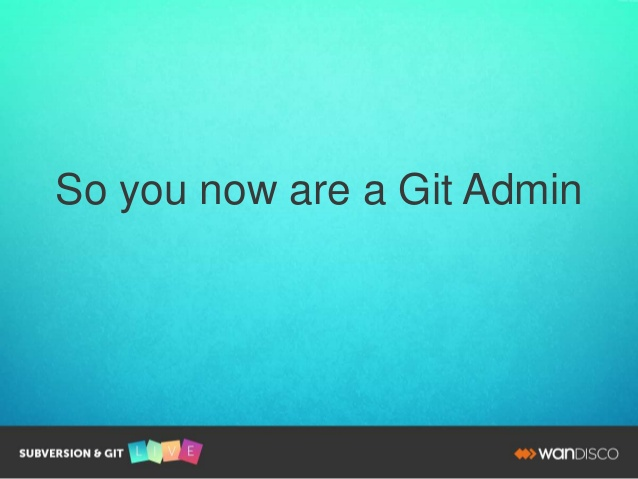 So you now are a Git Admin
SUBVERSION & GIT LIVE
WANDISCO